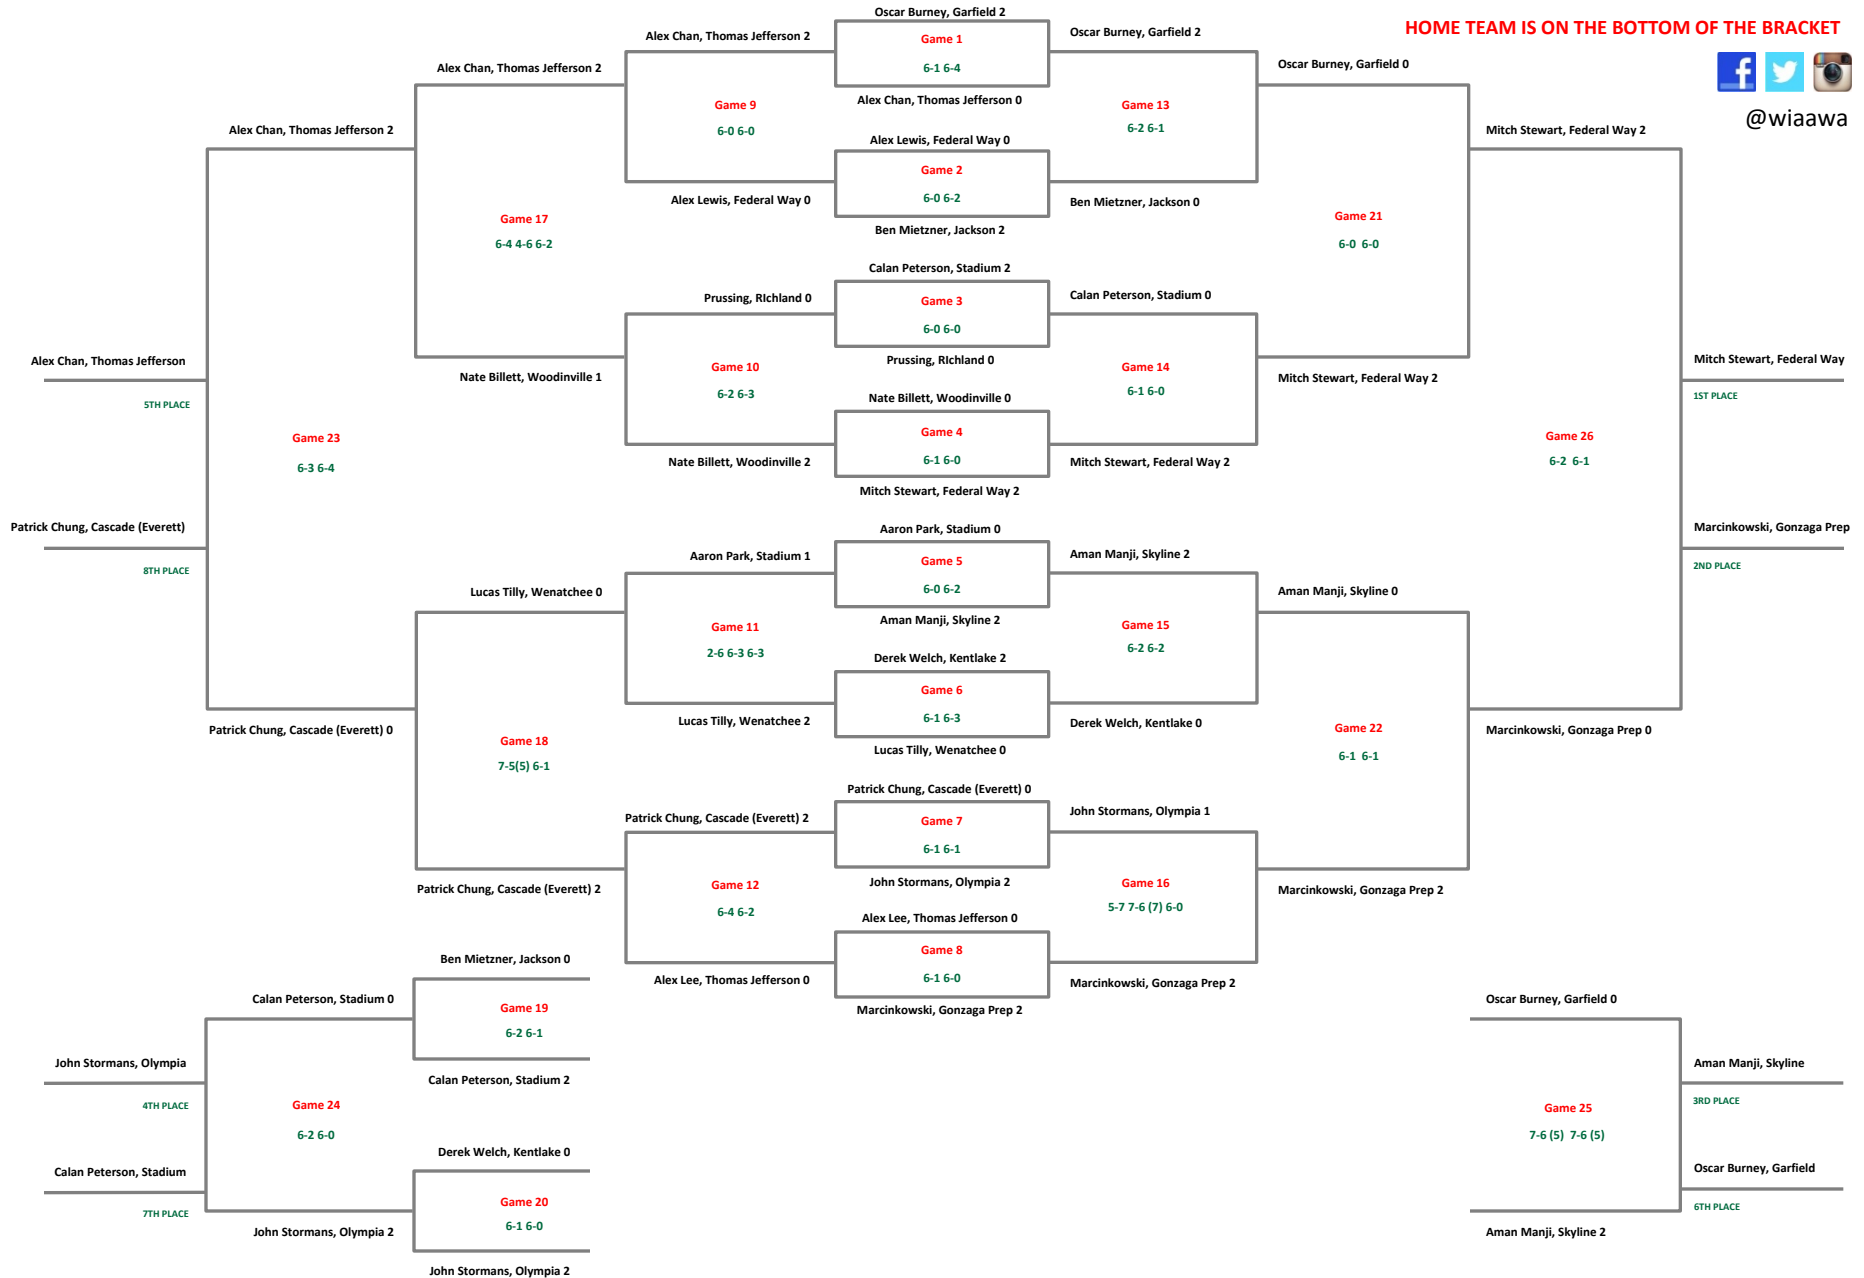 HOME TEAM IS ON THE BOTTOM OF THE BRACKET
@wiaawa
Oscar Burney, Garfield 2
Game 1
6-1 6-4
Alex Chan, Thomas Jefferson 0
Alex Lewis, Federal Way 0
Game 2
6-0 6-2
Ben Mietzner, Jackson 2
Calan Peterson, Stadium 2
Game 3
6-0 6-0
Prussing, RIchland 0
Nate Billett, Woodinville 0
Game 4
6-1 6-0
Mitch Stewart, Federal Way 2
Aaron Park, Stadium 0
Game 5
6-0 6-2
Aman Manji, Skyline 2
Derek Welch, Kentlake 2
Game 6
6-1 6-3
Lucas Tilly, Wenatchee 0
Patrick Chung, Cascade (Everett) 0
Game 7
6-1 6-1
John Stormans, Olympia 2
Alex Lee, Thomas Jefferson 0
Game 8
6-1 6-0
Marcinkowski, Gonzaga Prep 2
Alex Chan, Thomas Jefferson 2
Game 9
6-0 6-0
Alex Lewis, Federal Way 0
Prussing, RIchland 0
Game 10
6-2 6-3
Nate Billett, Woodinville 2
Aaron Park, Stadium 1
Game 11
2-6 6-3 6-3
Lucas Tilly, Wenatchee 2
Patrick Chung, Cascade (Everett) 2
Game 12
6-4 6-2
Alex Lee, Thomas Jefferson 0
Oscar Burney, Garfield 2
Game 13
6-2 6-1
Ben Mietzner, Jackson 0
Calan Peterson, Stadium 0
Game 14
6-1 6-0
Mitch Stewart, Federal Way 2
Aman Manji, Skyline 2
Game 15
6-2 6-2
Derek Welch, Kentlake 0
John Stormans, Olympia 1
Game 16
5-7 7-6 (7) 6-0
Marcinkowski, Gonzaga Prep 2
Alex Chan, Thomas Jefferson 2
Game 17
6-4 4-6 6-2
Nate Billett, Woodinville 1
Lucas Tilly, Wenatchee 0
Game 18
7-5(5) 6-1
Patrick Chung, Cascade (Everett) 2
Ben Mietzner, Jackson 0
Game 19
6-2 6-1
Calan Peterson, Stadium 2
Derek Welch, Kentlake 0
Game 20
6-1 6-0
John Stormans, Olympia 2
Oscar Burney, Garfield 0
Game 21
6-0 6-0
Mitch Stewart, Federal Way 2
Aman Manji, Skyline 0
Game 22
6-1 6-1
Marcinkowski, Gonzaga Prep 2
Alex Chan, Thomas Jefferson 2
Game 23
6-3 6-4
Patrick Chung, Cascade (Everett) 0
Alex Chan, Thomas Jefferson
5TH PLACE
Patrick Chung, Cascade (Everett)
8TH PLACE
Calan Peterson, Stadium 0
Game 24
6-2 6-0
John Stormans, Olympia 2
John Stormans, Olympia
4TH PLACE
Calan Peterson, Stadium
7TH PLACE
Oscar Burney, Garfield 0
Game 25
7-6 (5) 7-6 (5)
Aman Manji, Skyline 2
Aman Manji, Skyline
3RD PLACE
Oscar Burney, Garfield
6TH PLACE
Mitch Stewart, Federal Way 2
Game 26
6-2 6-1
Marcinkowski, Gonzaga Prep 0
Mitch Stewart, Federal Way
1ST PLACE
Marcinkowski, Gonzaga Prep
2ND PLACE